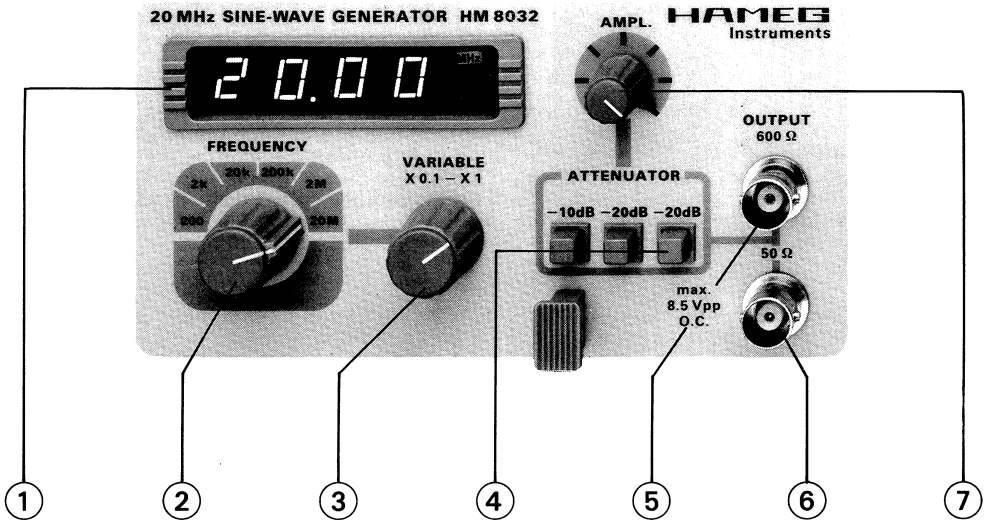 20 MHz SINE-WAVE GENERATOR HM 8032
HAMEG
Instruments
AMPL.
MHz
20.00
FREQUENCY
200
2k
20k
200k
2M
20M
VARIABLE
X 0.1 – X 1
ATTENUATOR
–10dB –20dB –20dB
OUTPUT
600 Ω
50 Ω
max.
8.5 Vpp
O.C.
1 2 3 4 5 6 7